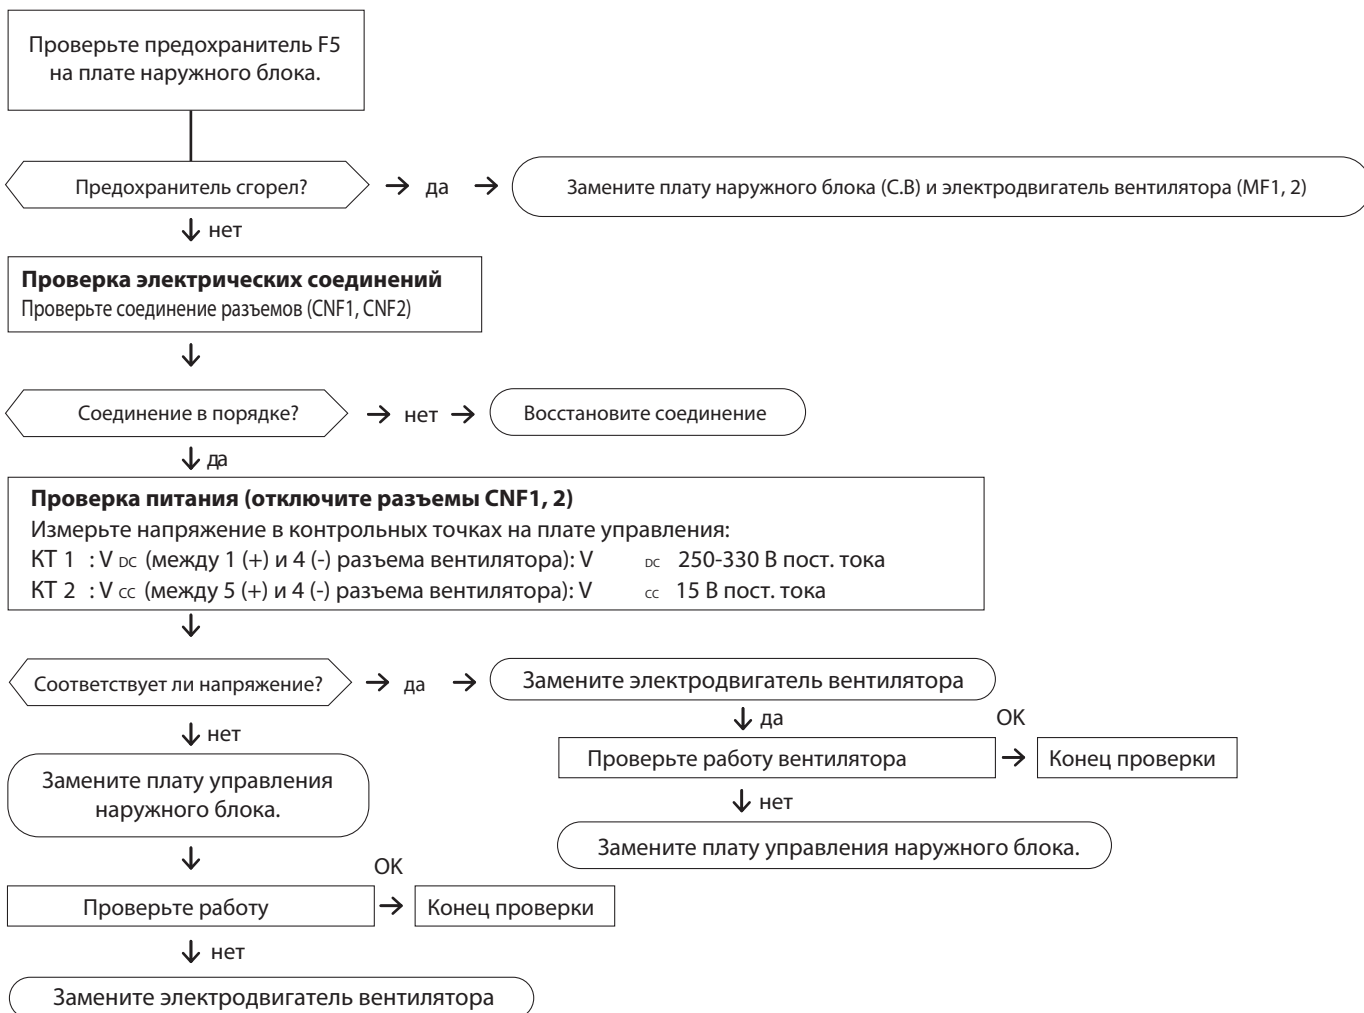 Проверьте предохранитель F5
на плате наружного блока.
Предохранитель сгорел?
да
Замените плату наружного блока (C.B) и электродвигатель вентилятора (MF1, 2)
нет
Проверка электрических соединений
Проверьте соединение разъемов (CNF1, CNF2)
Соединение в порядке?
нет
Восстановите соединение
да
Проверка питания (отключите разъемы CNF1, 2)
Измерьте напряжение в контрольных точках на плате управления:
КТ 1 : V DC (между 1 (+) и 4 (-) разъема вентилятора): V DC 250-330 В пост. тока
КТ 2 : V CC (между 5 (+) и 4 (-) разъема вентилятора): V CC 15 В пост. тока
Соответствует ли напряжение?
да
Замените электродвигатель вентилятора
да
OK
нет
Проверьте работу вентилятора
Конец проверки
Замените плату управления
наружного блока.
нет
Замените плату управления наружного блока.
OK
Проверьте работу
Конец проверки
нет
Замените электродвигатель вентилятора